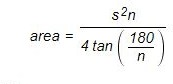 area = s²n / 4 tan (180 / n)